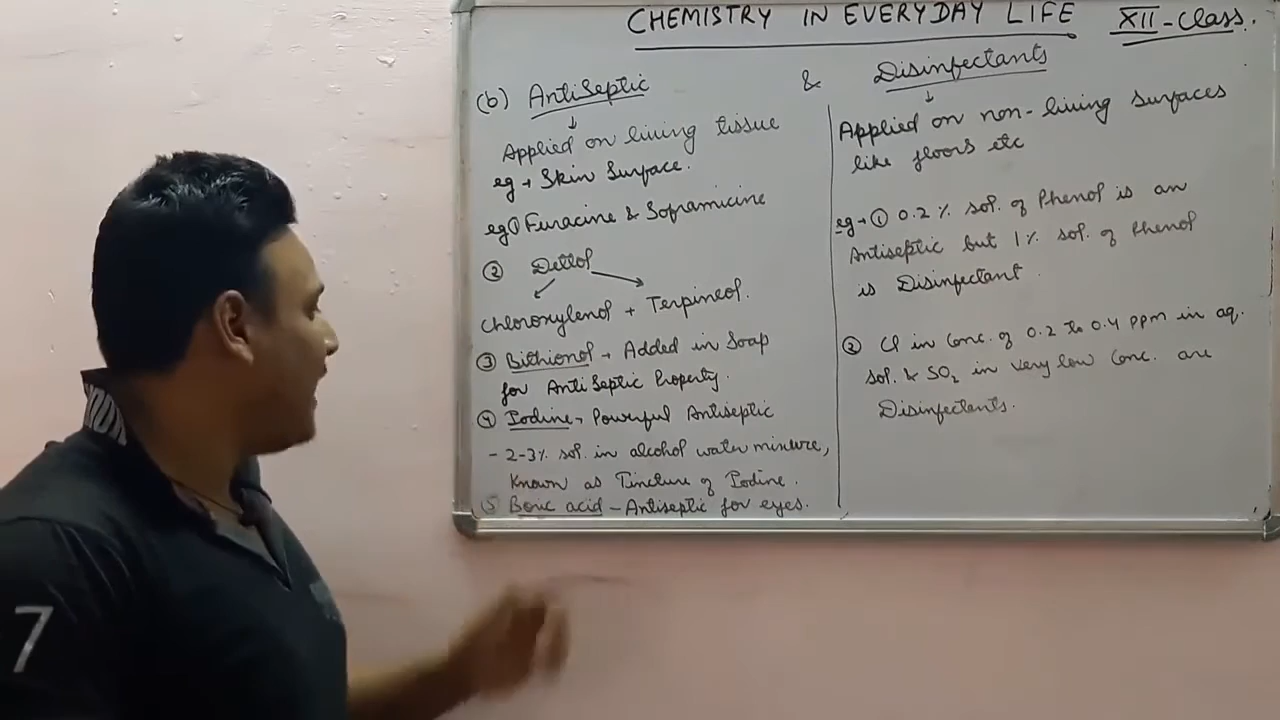 CHEMISTRY IN EVERYDAY LIFE XII-Class.
(b) AntiSeptic & Disinfectants
Applied on living tissue
eg → Skin Surface.
eg ① Furacine & Soframicine
② Dettol
Chloroxylenol + Terpineol.
③ Bithionol → Added in Soap
for AntiSeptic Property.
④ Iodine → Powerful Antiseptic
- 2-3% sol. in alcohol water mixture,
Known as Tincture of Iodine.
⑤ Boric acid - Antiseptic for eyes.
Applied on non-living surfaces
like floors etc
eg → ① 0.2% sol. of Phenol is an
Antiseptic but 1% sol. of Phenol
is Disinfectant.
② Cl in Conc. of 0.2 to 0.4 ppm in aq.
sol. & SO₂ in very low Conc. are
Disinfectants.
7